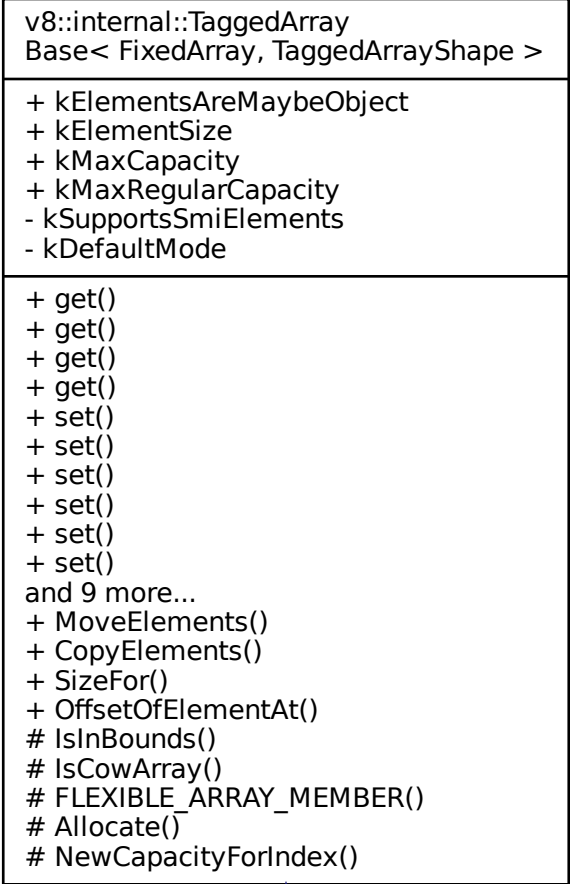 v8::internal::TaggedArray
Base< FixedArray, TaggedArrayShape >
+ kElementsAreMaybeObject
+ kElementSize
+ kMaxCapacity
+ kMaxRegularCapacity
- kSupportsSmiElements
- kDefaultMode
+ get()
+ get()
+ get()
+ get()
+ set()
+ set()
+ set()
+ set()
+ set()
+ set()
and 9 more...
+ MoveElements()
+ CopyElements()
+ SizeFor()
+ OffsetOfElementAt()
# IsInBounds()
# IsCowArray()
# FLEXIBLE_ARRAY_MEMBER()
# Allocate()
# NewCapacityForIndex()